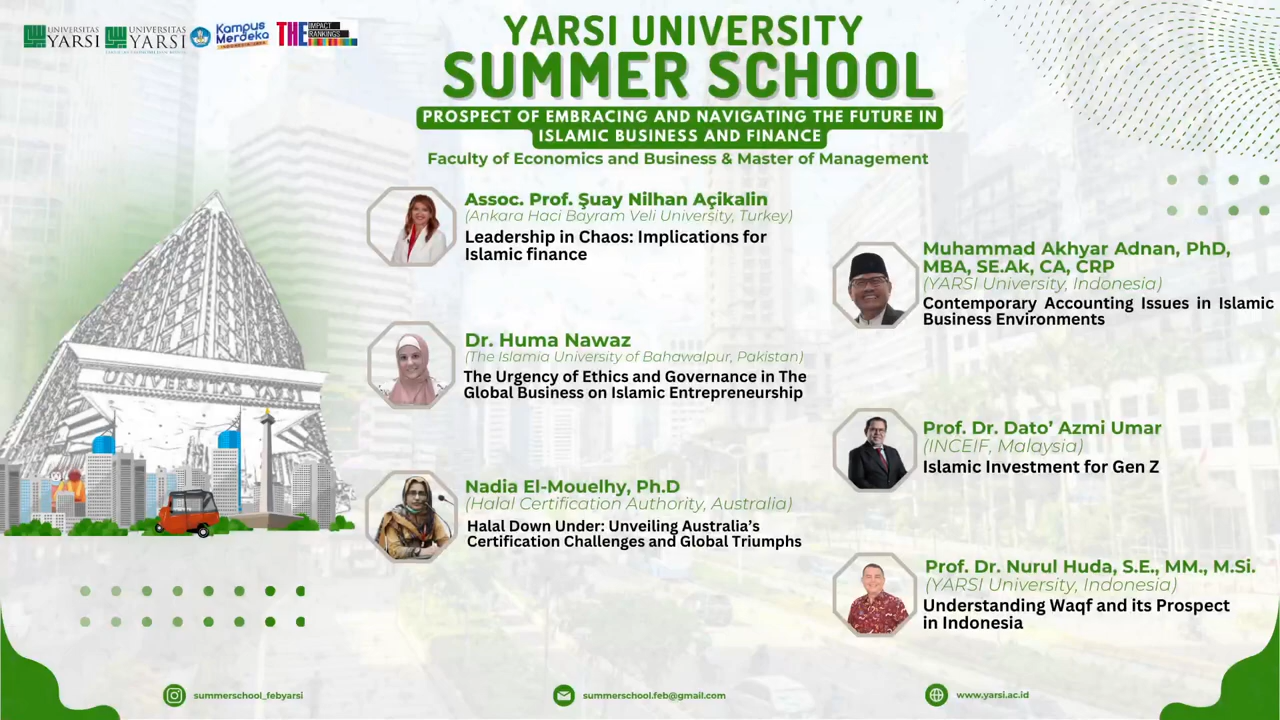 UNIVERSITAS
YARSI
UNIVERSITAS
YARSI
Kampus
Merdeka
INDONESIA JAYA
THE IMPACT
RANKINGS
YARSI UNIVERSITY
SUMMER SCHOOL
PROSPECT OF EMBRACING AND NAVIGATING THE FUTURE IN
ISLAMIC BUSINESS AND FINANCE
Faculty of Economics and Business & Master of Management
Assoc. Prof. Şuay Nilhan Açikalin
(Ankara Haci Bayram Veli University, Turkey)
Leadership in Chaos: Implications for
Islamic finance
Dr. Huma Nawaz
(The Islamia University of Bahawalpur, Pakistan)
The Urgency of Ethics and Governance in The
Global Business on Islamic Entrepreneurship
Nadia El-Mouelhy, Ph.D
(Halal Certification Authority, Australia)
Halal Down Under: Unveiling Australia's
Certification Challenges and Global Triumphs
Muhammad Akhyar Adnan, PhD,
MBA, SE.Ak, CA, CRP
(YARSI University, Indonesia)
Contemporary Accounting Issues in Islamic
Business Environments
Prof. Dr. Dato' Azmi Umar
(INCEIF, Malaysia)
Islamic Investment for Gen Z
Prof. Dr. Nurul Huda, S.E., MM., M.Si.
(YARSI University, Indonesia)
Understanding Waqf and its Prospect
in Indonesia
UNIVERSITAS YARSI
summerschool_febyarsi
summerschool.feb@gmail.com
www.yarsi.ac.id